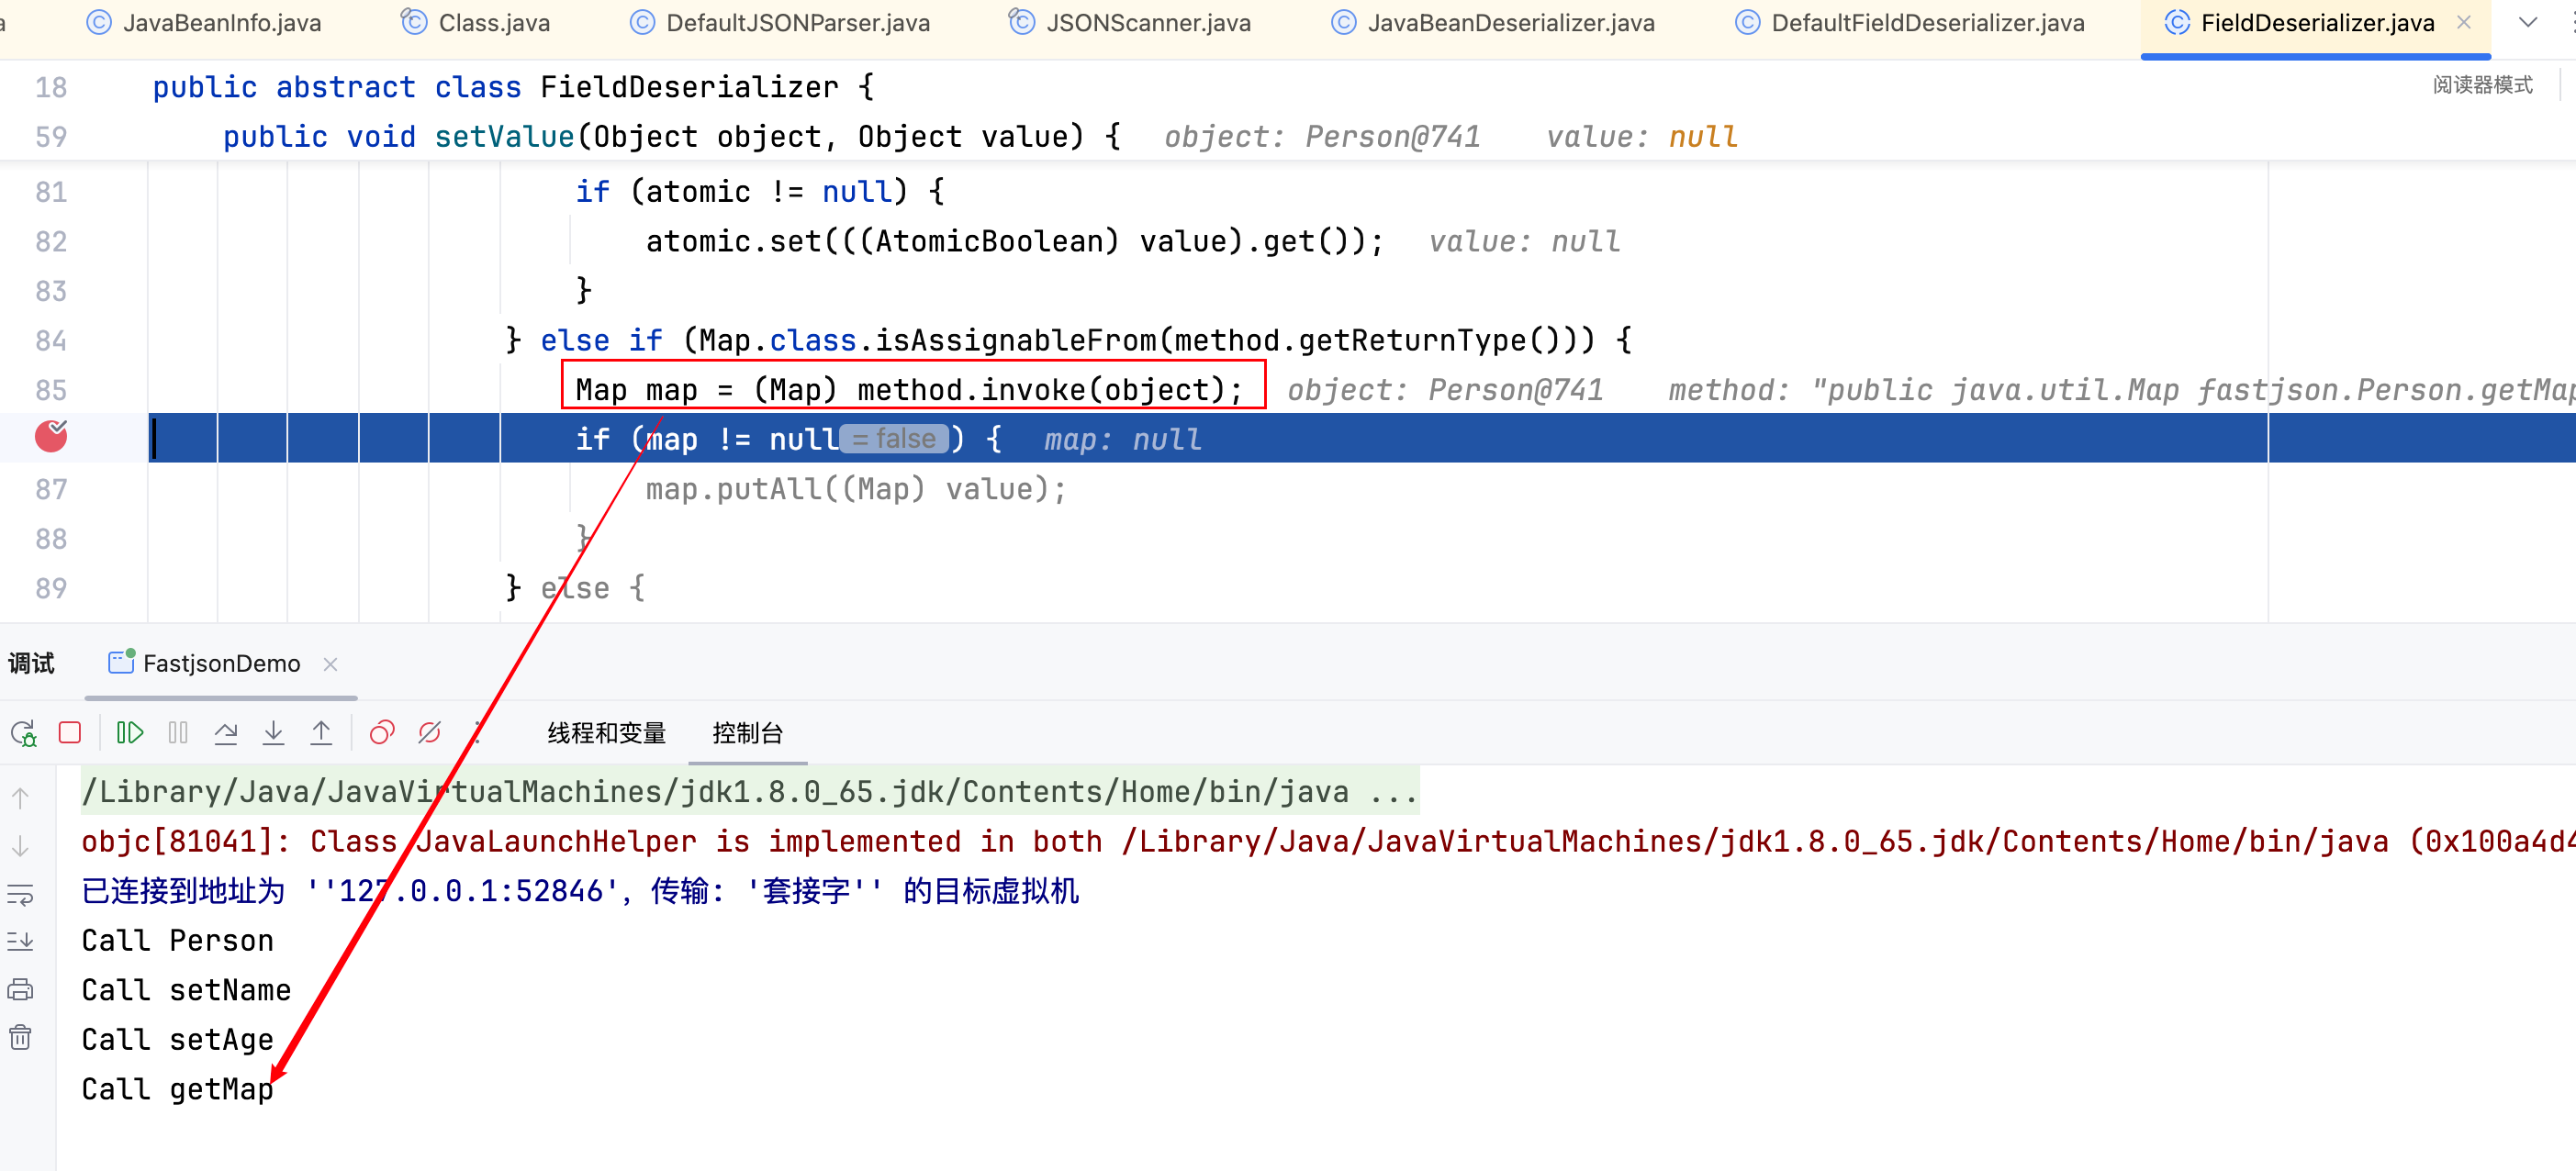 a JavaBeanInfo.java Class.java DefaultJSONParser.java JSONScanner.java JavaBeanDeserializer.java DefaultFieldDeserializer.java FieldDeserializer.java
18 public abstract class FieldDeserializer { 阅读器模式
59 public void setValue(Object object, Object value) { object: Person@741 value: null
81 if (atomic != null) {
82 atomic.set(((AtomicBoolean) value).get()); value: null
83 }
84 } else if (Map.class.isAssignableFrom(method.getReturnType())) {
85 Map map = (Map) method.invoke(object); object: Person@741 method: "public java.util.Map fastjson.Person.getMap
if (map != null = false ) { map: null
87 map.putAll((Map) value);
88 }
89 } else {
调试 FastjsonDemo
线程和变量 控制台
/Library/Java/JavaVirtualMachines/jdk1.8.0_65.jdk/Contents/Home/bin/java ...
objc[81041]: Class JavaLaunchHelper is implemented in both /Library/Java/JavaVirtualMachines/jdk1.8.0_65.jdk/Contents/Home/bin/java (0x100a4d4
已连接到地址为 ''127.0.0.1:52846', 传输: '套接字'' 的目标虚拟机
Call Person
Call setName
Call setAge
Call getMap